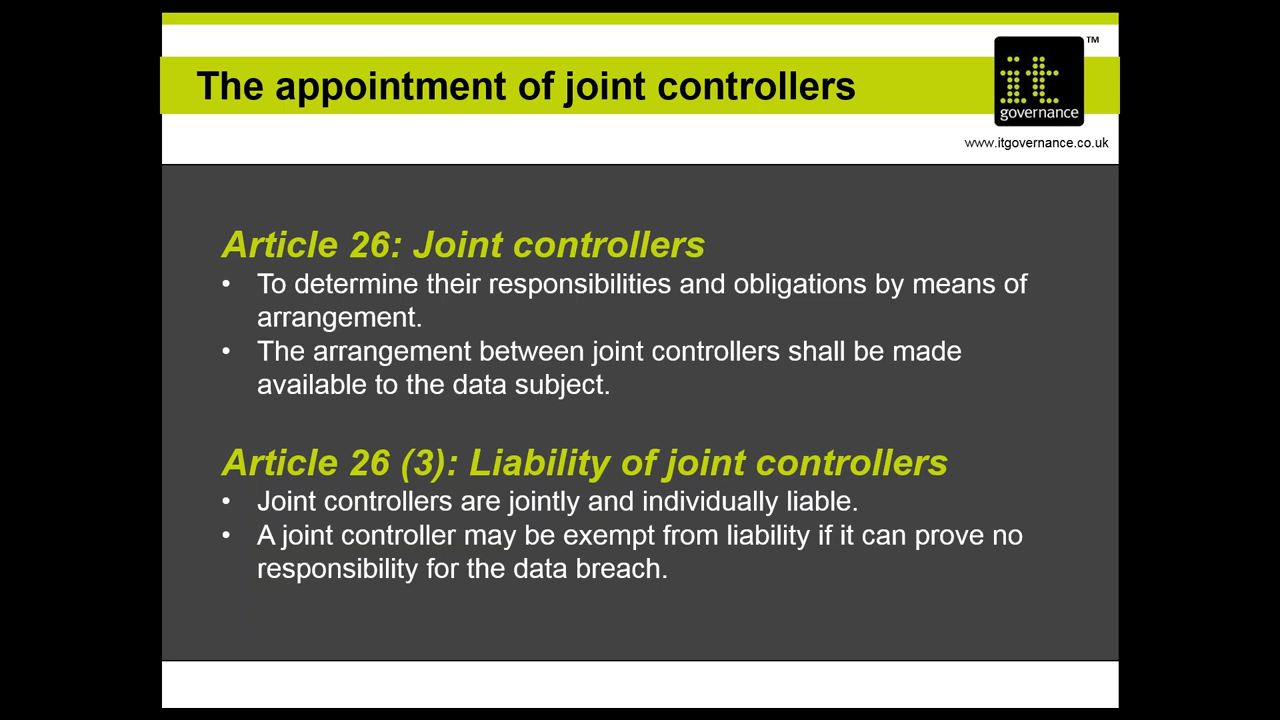 The appointment of joint controllers
TM
it
governance
www.itgovernance.co.uk
Article 26: Joint controllers
• To determine their responsibilities and obligations by means of
arrangement.
• The arrangement between joint controllers shall be made
available to the data subject.
Article 26 (3): Liability of joint controllers
• Joint controllers are jointly and individually liable.
• A joint controller may be exempt from liability if it can prove no
responsibility for the data breach.